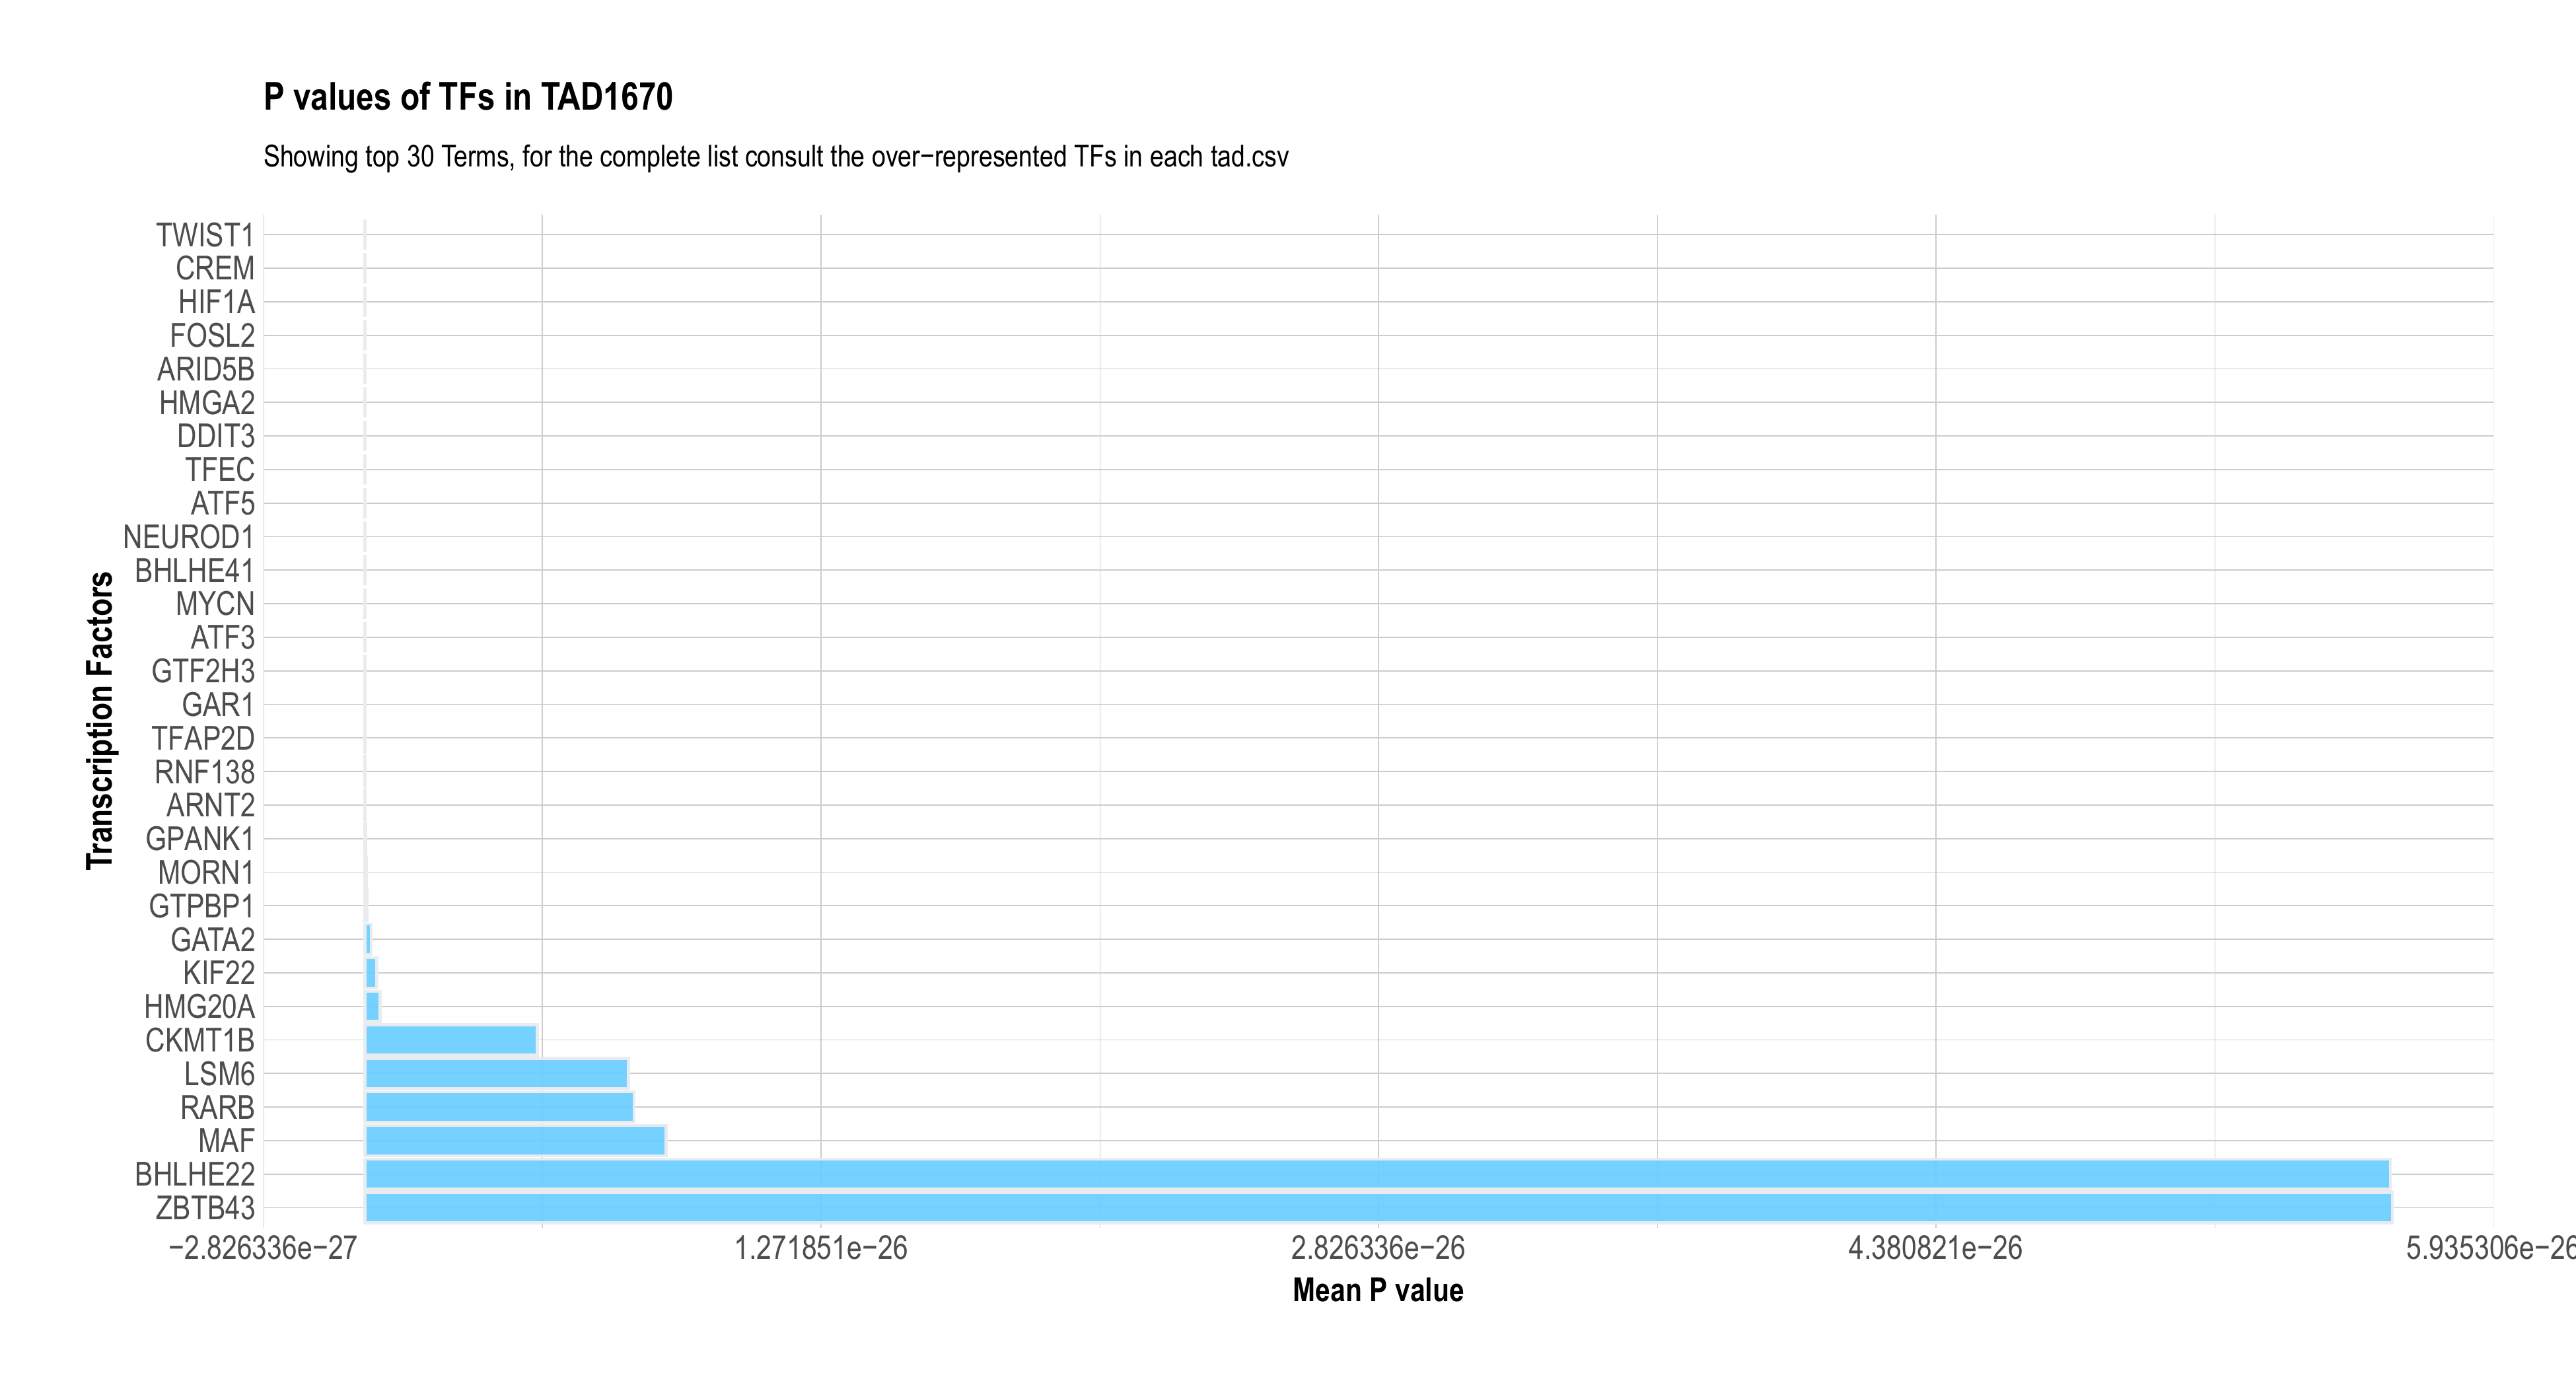 P values of TFs in TAD1670
Showing top 30 Terms, for the complete list consult the over−represented TFs in each tad.csv
Transcription Factors
TWIST1
CREM
HIF1A
FOSL2
ARID5B
HMGA2
DDIT3
TFEC
ATF5
NEUROD1
BHLHE41
MYCN
ATF3
GTF2H3
GAR1
TFAP2D
RNF138
ARNT2
GPANK1
MORN1
GTPBP1
GATA2
KIF22
HMG20A
CKMT1B
LSM6
RARB
MAF
BHLHE22
ZBTB43
−2.826336e−27 1.271851e−26 2.826336e−26 4.380821e−26 5.935306e−26
Mean P value